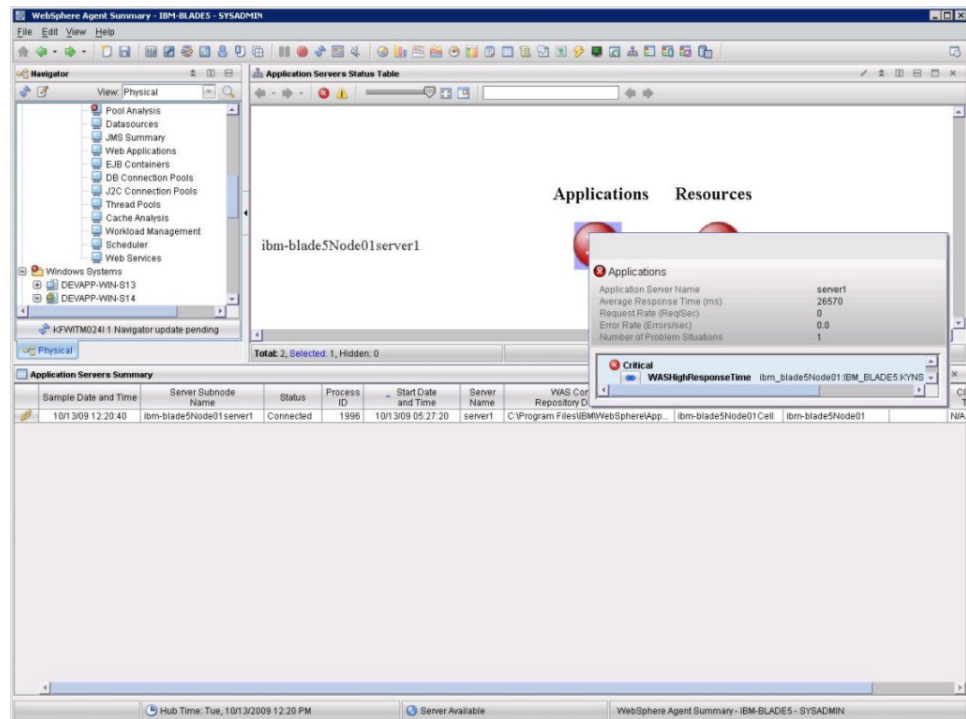 WebSphere Agent Summary - IBM-BLADE5 - SYSADMIN
File Edit View Help
Navigator
View: Physical
Pool Analysis
Datasources
JMS Summary
Web Applications
EJB Containers
DB Connection Pools
J2C Connection Pools
Thread Pools
Cache Analysis
Workload Management
Scheduler
Web Services
Windows Systems
DEVAPP-WIN-S13
DEVAPP-WIN-S14
KFWITM024I 1 Navigator update pending
Physical
Application Servers Status Table
Applications Resources
ibm-blade5Node01server1
Applications
Application Server Name server1
Average Response Time (ms) 26570
Request Rate (Req/Sec) 0
Error Rate (Errors/sec) 0.0
Number of Problem Situations 1
Critical
WASHighResponseTime ibm_blade5Node01:IBM_BLADE5:KYNS
Total: 2, Selected: 1, Hidden: 0
Application Servers Summary
Sample Date and Time Server Subnode Name Status Process ID Start Date and Time Server Name WAS Con Repository D
10/13/09 12:20:40 ibm-blade5Node01server1 Connected 1996 10/13/09 05:27:20 server1 C:\Program Files\IBM\WebSphere\App... ibm-blade5Node01Cell ibm-blade5Node01 N/A
Hub Time: Tue, 10/13/2009 12:20 PM Server Available WebSphere Agent Summary - IBM-BLADE5 - SYSADMIN